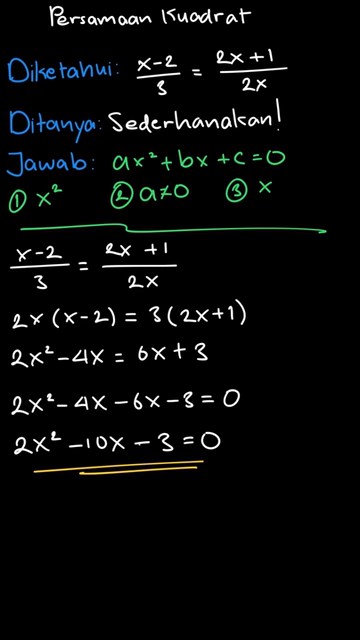 Persamaan Kuadrat
Diketahui: x-2/3 = 2x+1/2x
Ditanya: Sederhanakan!
Jawab: ax² + bx + c = 0
① x² ② a≠0 ③ x
x-2/3 = 2x+1/2x
2x (x-2) = 3(2x+1)
2x² - 4x = 6x + 3
2x² - 4x - 6x - 3 = 0
2x² - 10x - 3 = 0